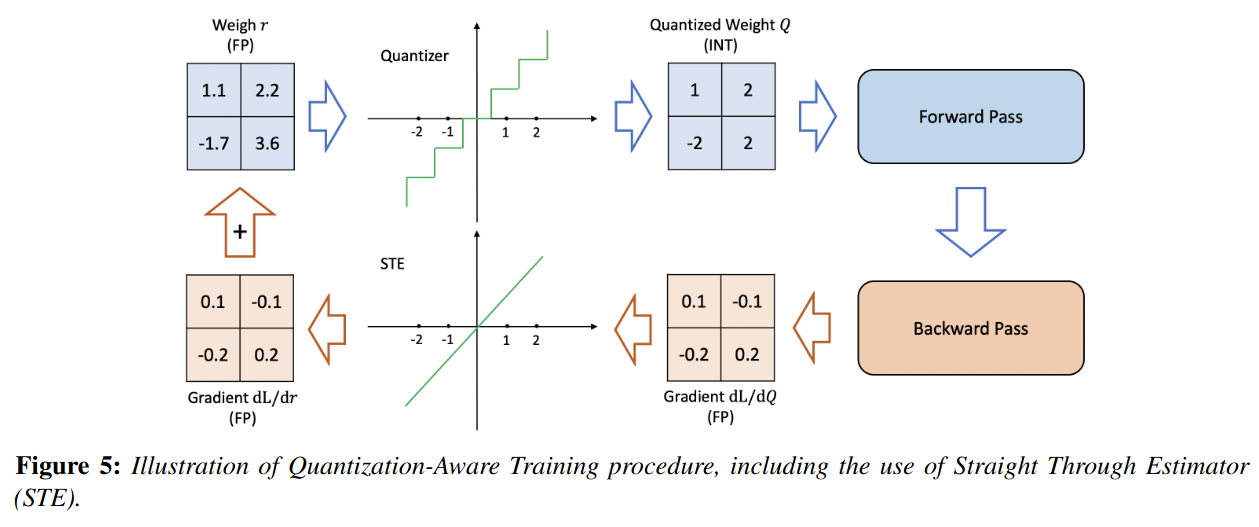 Weigh r
(FP)
1.1 2.2
-1.7 3.6
Quantizer
-2 -1 1 2
Quantized Weight Q
(INT)
1 2
-2 2
Forward Pass
+
0.1 -0.1
-0.2 0.2
Gradient dL/dr
(FP)
STE
-2 -1 1 2
0.1 -0.1
-0.2 0.2
Gradient dL/dQ
(FP)
Backward Pass
Figure 5: Illustration of Quantization-Aware Training procedure, including the use of Straight Through Estimator
(STE).